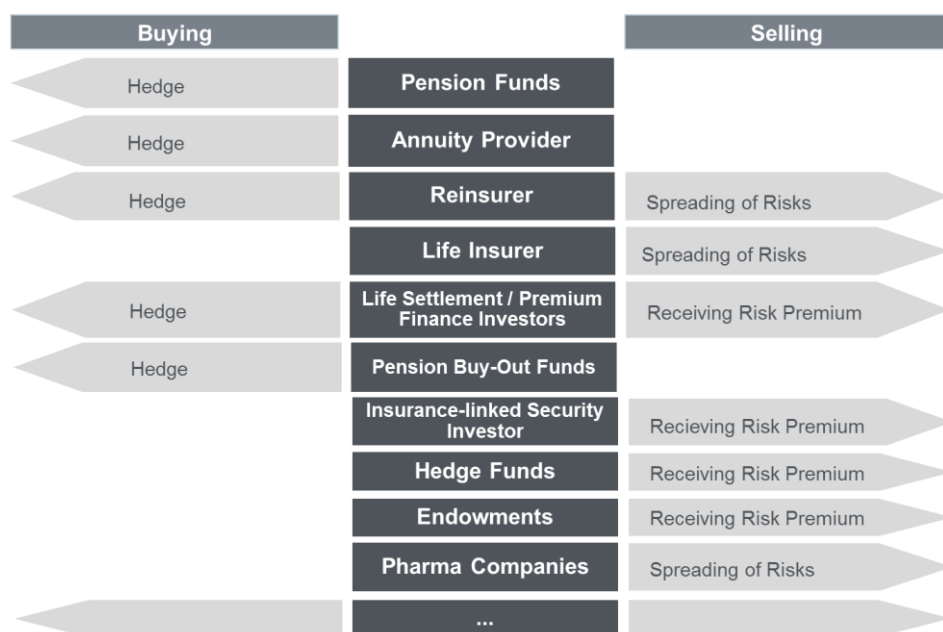 Buying
Selling
Hedge
Pension Funds
Hedge
Annuity Provider
Hedge
Reinsurer
Spreading of Risks
Life Insurer
Spreading of Risks
Hedge
Life Settlement / Premium
Finance Investors
Receiving Risk Premium
Hedge
Pension Buy-Out Funds
Insurance-linked Security
Investor
Recieving Risk Premium
Hedge Funds
Receiving Risk Premium
Endowments
Receiving Risk Premium
Pharma Companies
Spreading of Risks
...